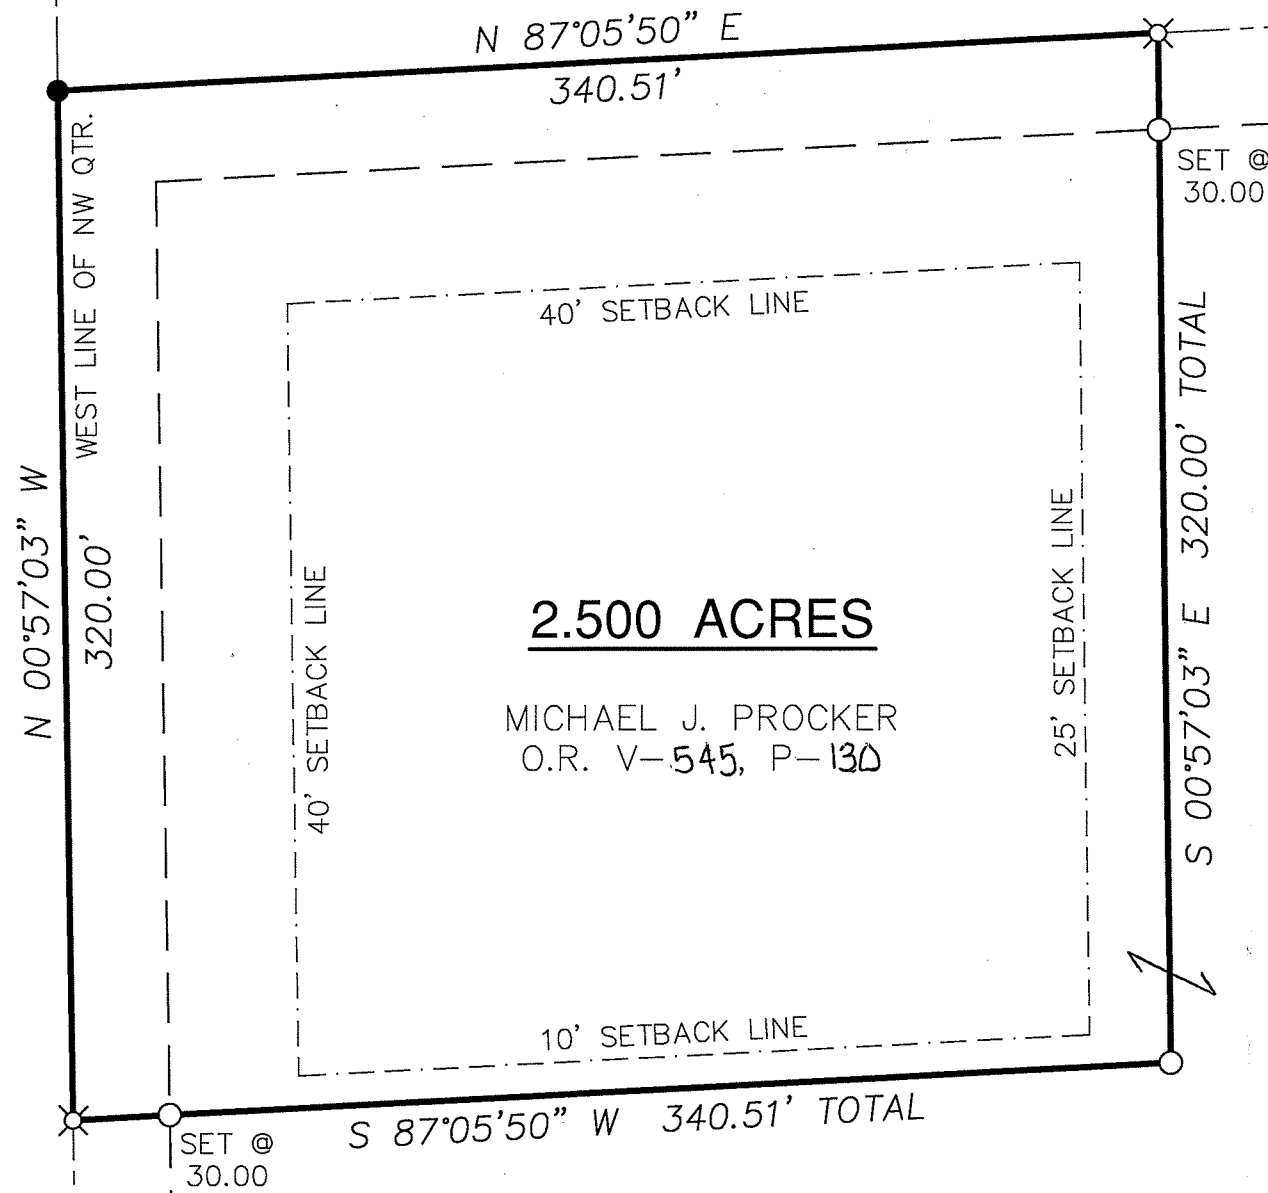 N 87°05'50" E
340.51'
WEST LINE OF NW QTR.
SET @
30.00
40' SETBACK LINE
N 00°57'03" W
320.00'
40' SETBACK LINE
2.500 ACRES
MICHAEL J. PROCKER
O.R. V-545, P-130
25' SETBACK LINE
S 00°57'03" E 320.00' TOTAL
10' SETBACK LINE
S 87°05'50" W 340.51' TOTAL
SET @
30.00